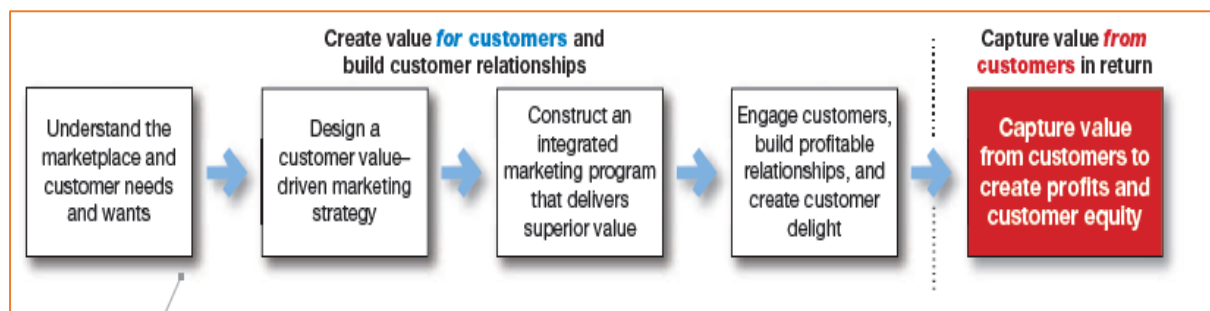 Create value for customers and
build customer relationships
Capture value from
customers in return
Understand the
marketplace and
customer needs
and wants
Design a
customer value–
driven marketing
strategy
Construct an
integrated
marketing program
that delivers
superior value
Engage customers,
build profitable
relationships, and
create customer
delight
Capture value
from customers to
create profits and
customer equity